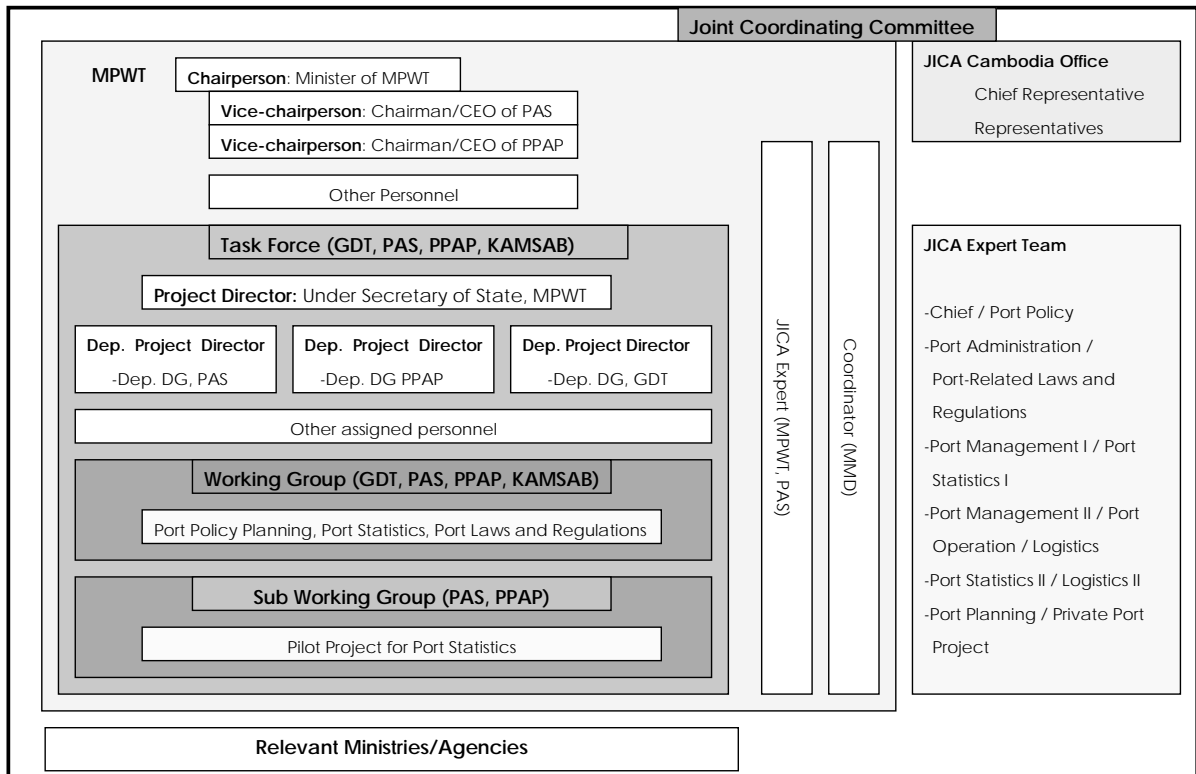 Joint Coordinating Committee
MPWT
Chairperson: Minister of MPWT
Vice-chairperson: Chairman/CEO of PAS
Vice-chairperson: Chairman/CEO of PPAP
Other Personnel
Task Force (GDT, PAS, PPAP, KAMSAB)
Project Director: Under Secretary of State, MPWT
Dep. Project Director
-Dep. DG, PAS
Dep. Project Director
-Dep. DG PPAP
Dep. Project Director
-Dep. DG, GDT
Other assigned personnel
Working Group (GDT, PAS, PPAP, KAMSAB)
Port Policy Planning, Port Statistics, Port Laws and Regulations
Sub Working Group (PAS, PPAP)
Pilot Project for Port Statistics
JICA Expert (MPWT, PAS)
Coordinator (MMD)
JICA Cambodia Office
Chief Representative
Representatives
JICA Expert Team
-Chief / Port Policy
-Port Administration /
Port-Related Laws and
Regulations
-Port Management I / Port
Statistics I
-Port Management II / Port
Operation / Logistics
-Port Statistics II / Logistics II
-Port Planning / Private Port
Project
Relevant Ministries/Agencies